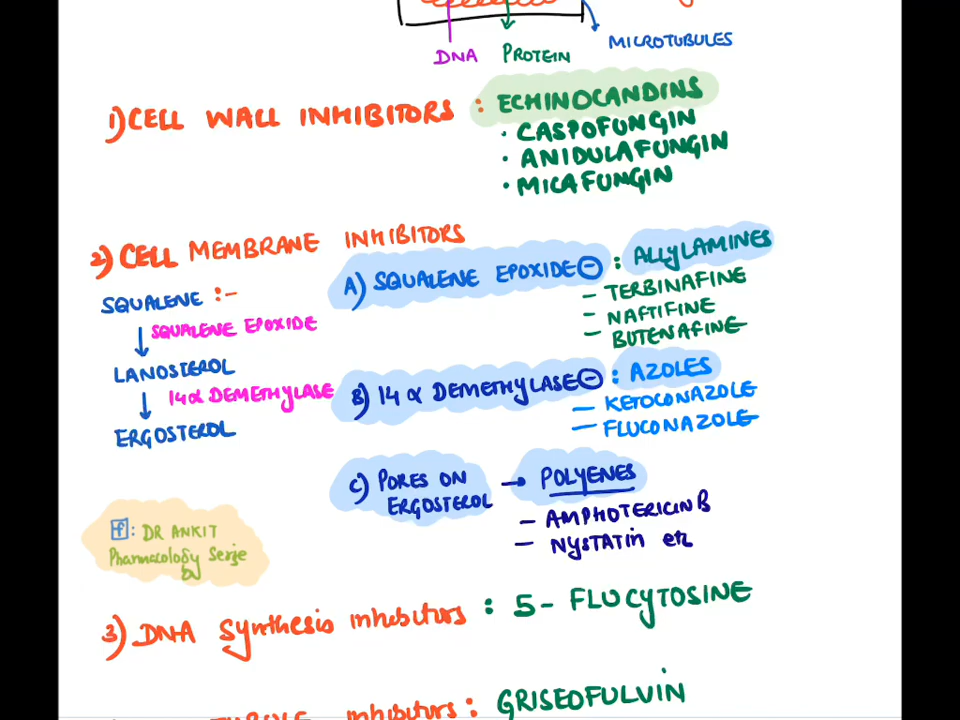 DNA PROTEIN MICROTUBULES
1) CELL WALL INHIBITORS : ECHINOCANDINS
• CASPOFUNGIN
• ANIDULAFUNGIN
• MICAFUNGIN
2) CELL MEMBRANE INHIBITORS
A) SQUALENE EPOXIDE ⊖ : ALLYLAMINES
– TERBINAFINE
– NAFTIFINE
– BUTENAFINE
SQUALENE :-
↓ SQUALENE EPOXIDE
LANOSTEROL
↓ 14α DEMETHYLASE
ERGOSTEROL
B) 14 α DEMETHYLASE ⊖ : AZOLES
– KETOCONAZOLE
– FLUCONAZOLE
C) PORES ON → POLYENES
ERGOSTEROL
– AMPHOTERICIN B
– NYSTATIN etc
f : DR ANKIT
Pharmacology
3) DNA Synthesis inhibitors : 5- FLUCYTOSINE
inhibitors : GRISEOFULVIN